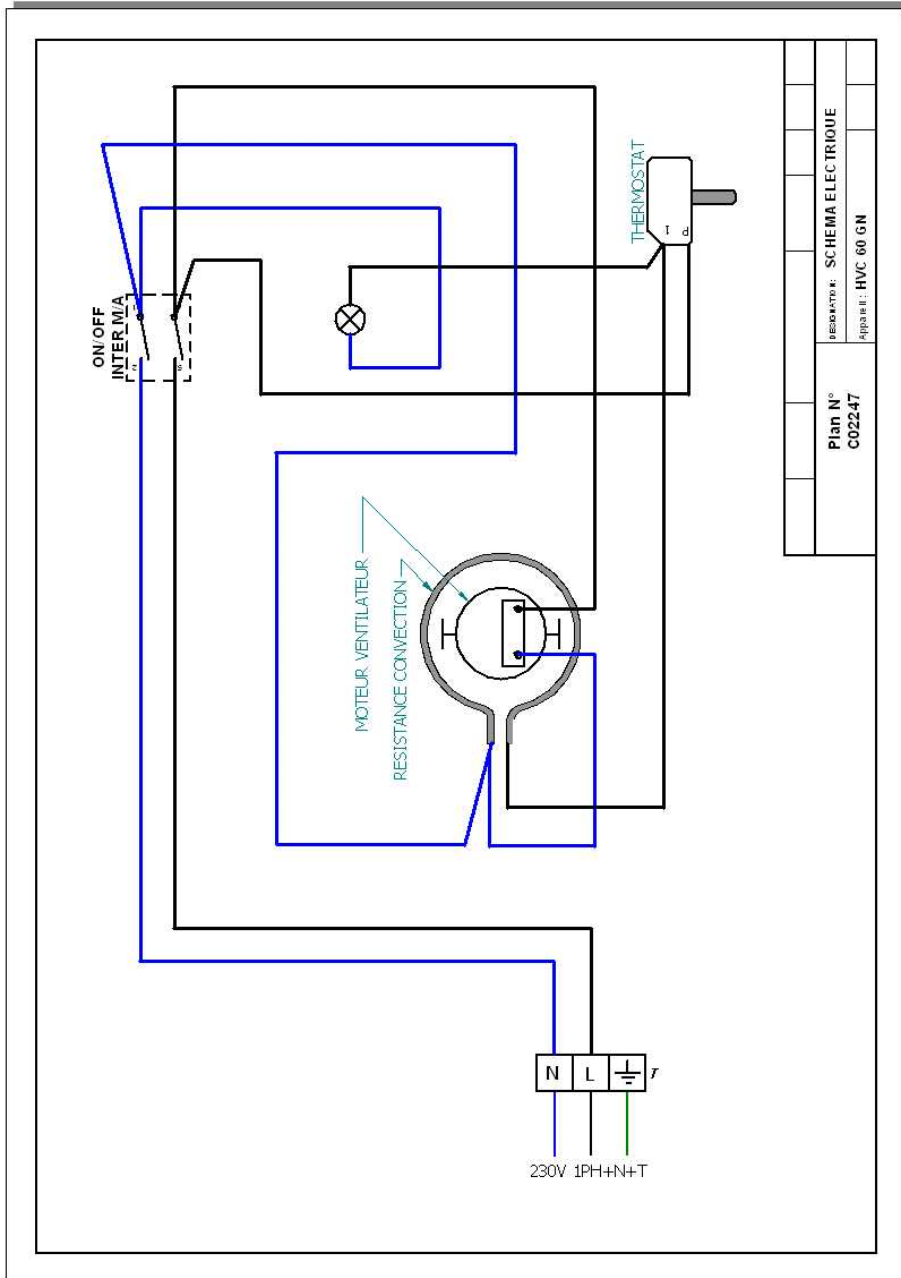 ON/OFF
INTER M/A
THERMOSTAT
1
P
MOTEUR VENTILATEUR
RESISTANCE CONVECTION
N
L
T
230V 1PH+N+T
Plan N°
C02247
DESIGNATION: SCHEMA ELECTRIQUE
Appareil: HVC 60 GN